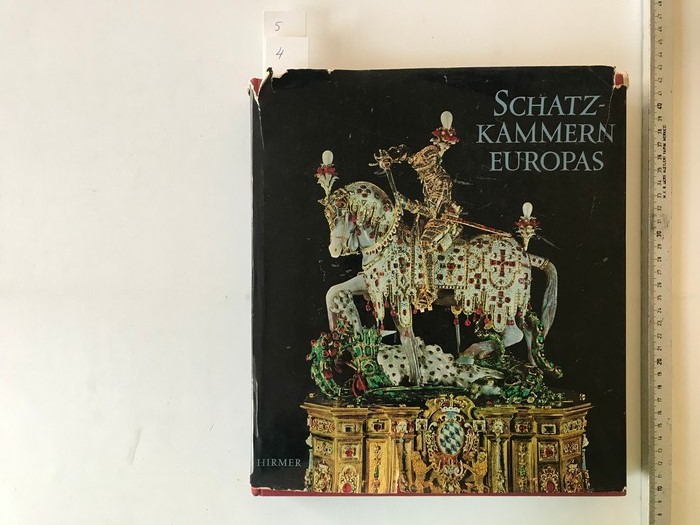 5
4
SCHATZ-
KAMMERN
EUROPAS
HIRMER